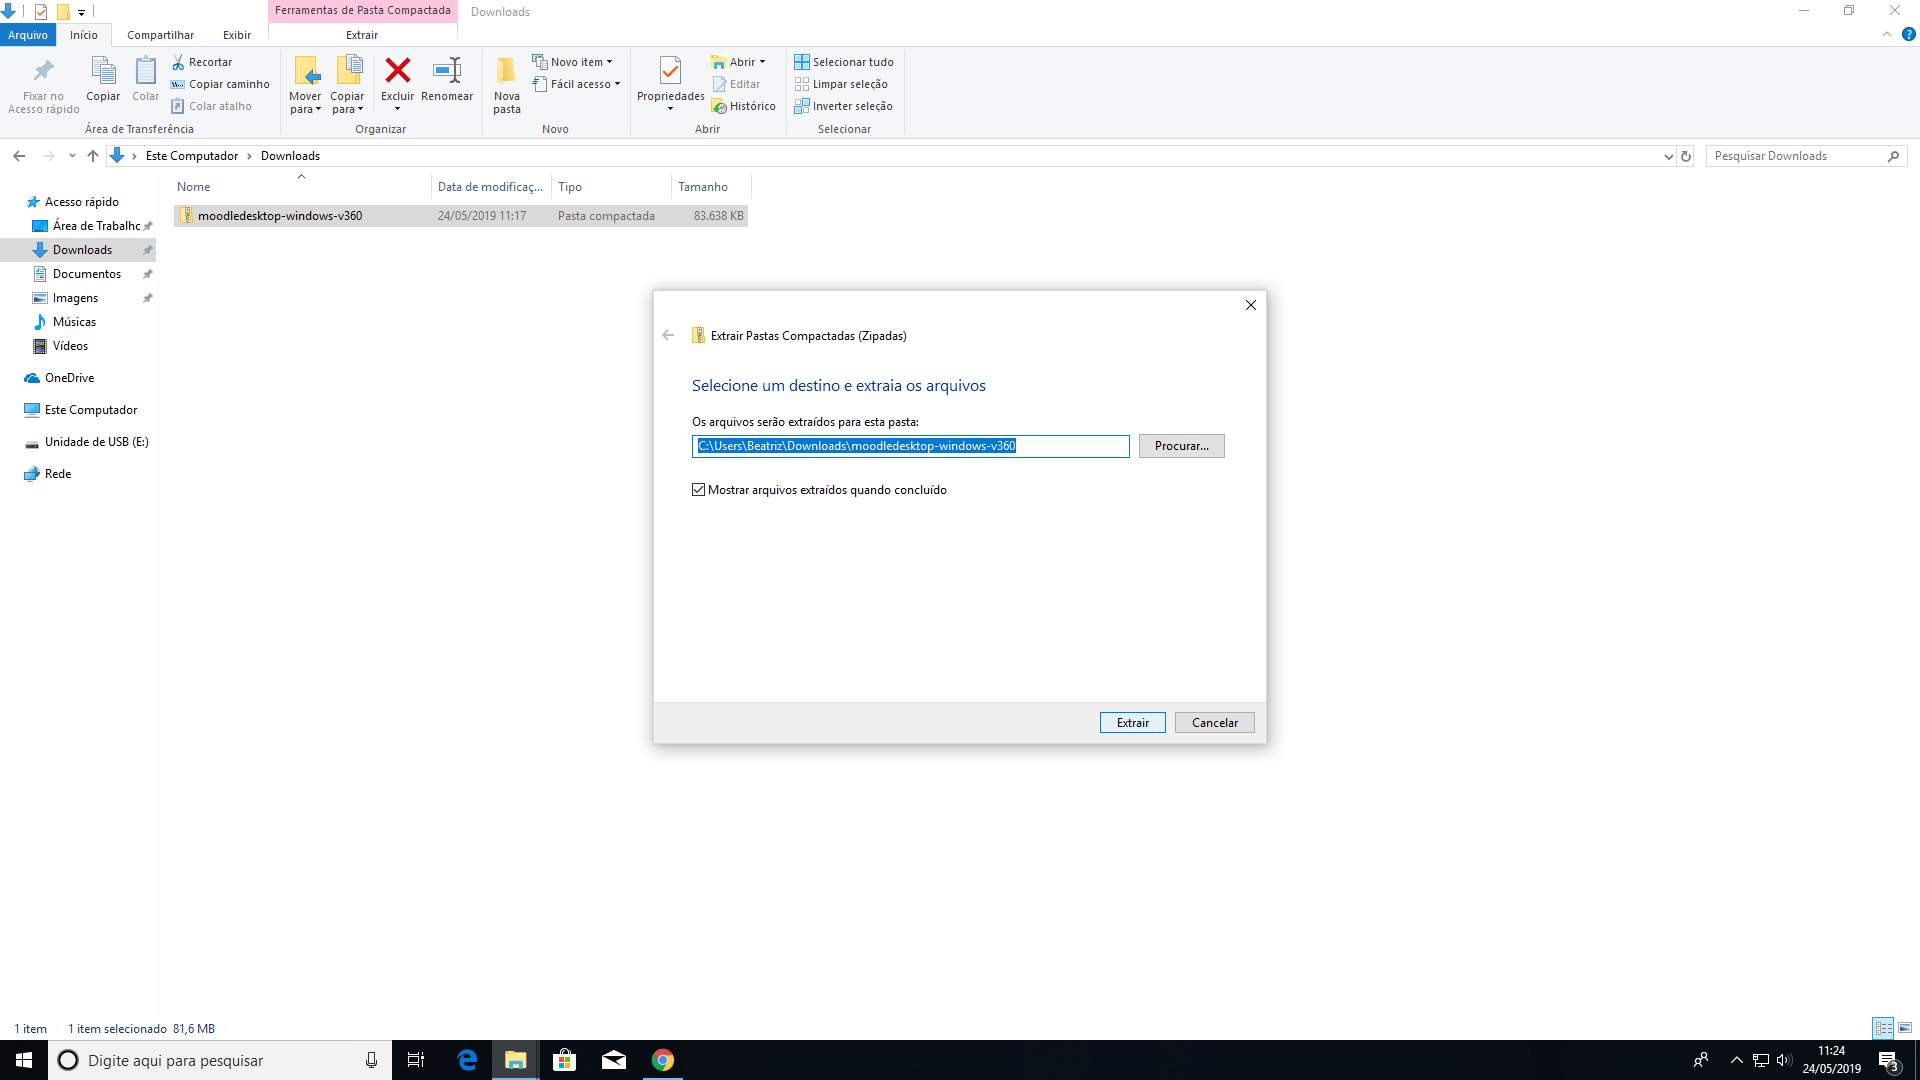 Ferramentas de Pasta Compactada
Downloads
Arquivo
Início
Compartilhar
Exibir
Extrair
Fixar no
Acesso rápido
Copiar
Colar
Recortar
Copiar caminho
Colar atalho
Área de Transferência
Mover
para
Copiar
para
Excluir
Renomear
Organizar
Nova
pasta
Novo item
Fácil acesso
Novo
Propriedades
Abrir
Editar
Histórico
Abrir
Selecionar tudo
Limpar seleção
Inverter seleção
Selecionar
Este Computador
Downloads
Pesquisar Downloads
Nome
Data de modificaç...
Tipo
Tamanho
moodledesktop-windows-v360
24/05/2019 11:17
Pasta compactada
83.638 KB
Acesso rápido
Área de Trabalho
Downloads
Documentos
Imagens
Músicas
Vídeos
OneDrive
Este Computador
Unidade de USB (E:)
Rede
Extrair Pastas Compactadas (Zipadas)
Selecione um destino e extraia os arquivos
Os arquivos serão extraídos para esta pasta:
C:\Users\Beatriz\Downloads\moodledesktop-windows-v360
Procurar...
Mostrar arquivos extraídos quando concluído
Extrair
Cancelar
1 item
1 item selecionado 81,6 MB
Digite aqui para pesquisar
11:24
24/05/2019
3